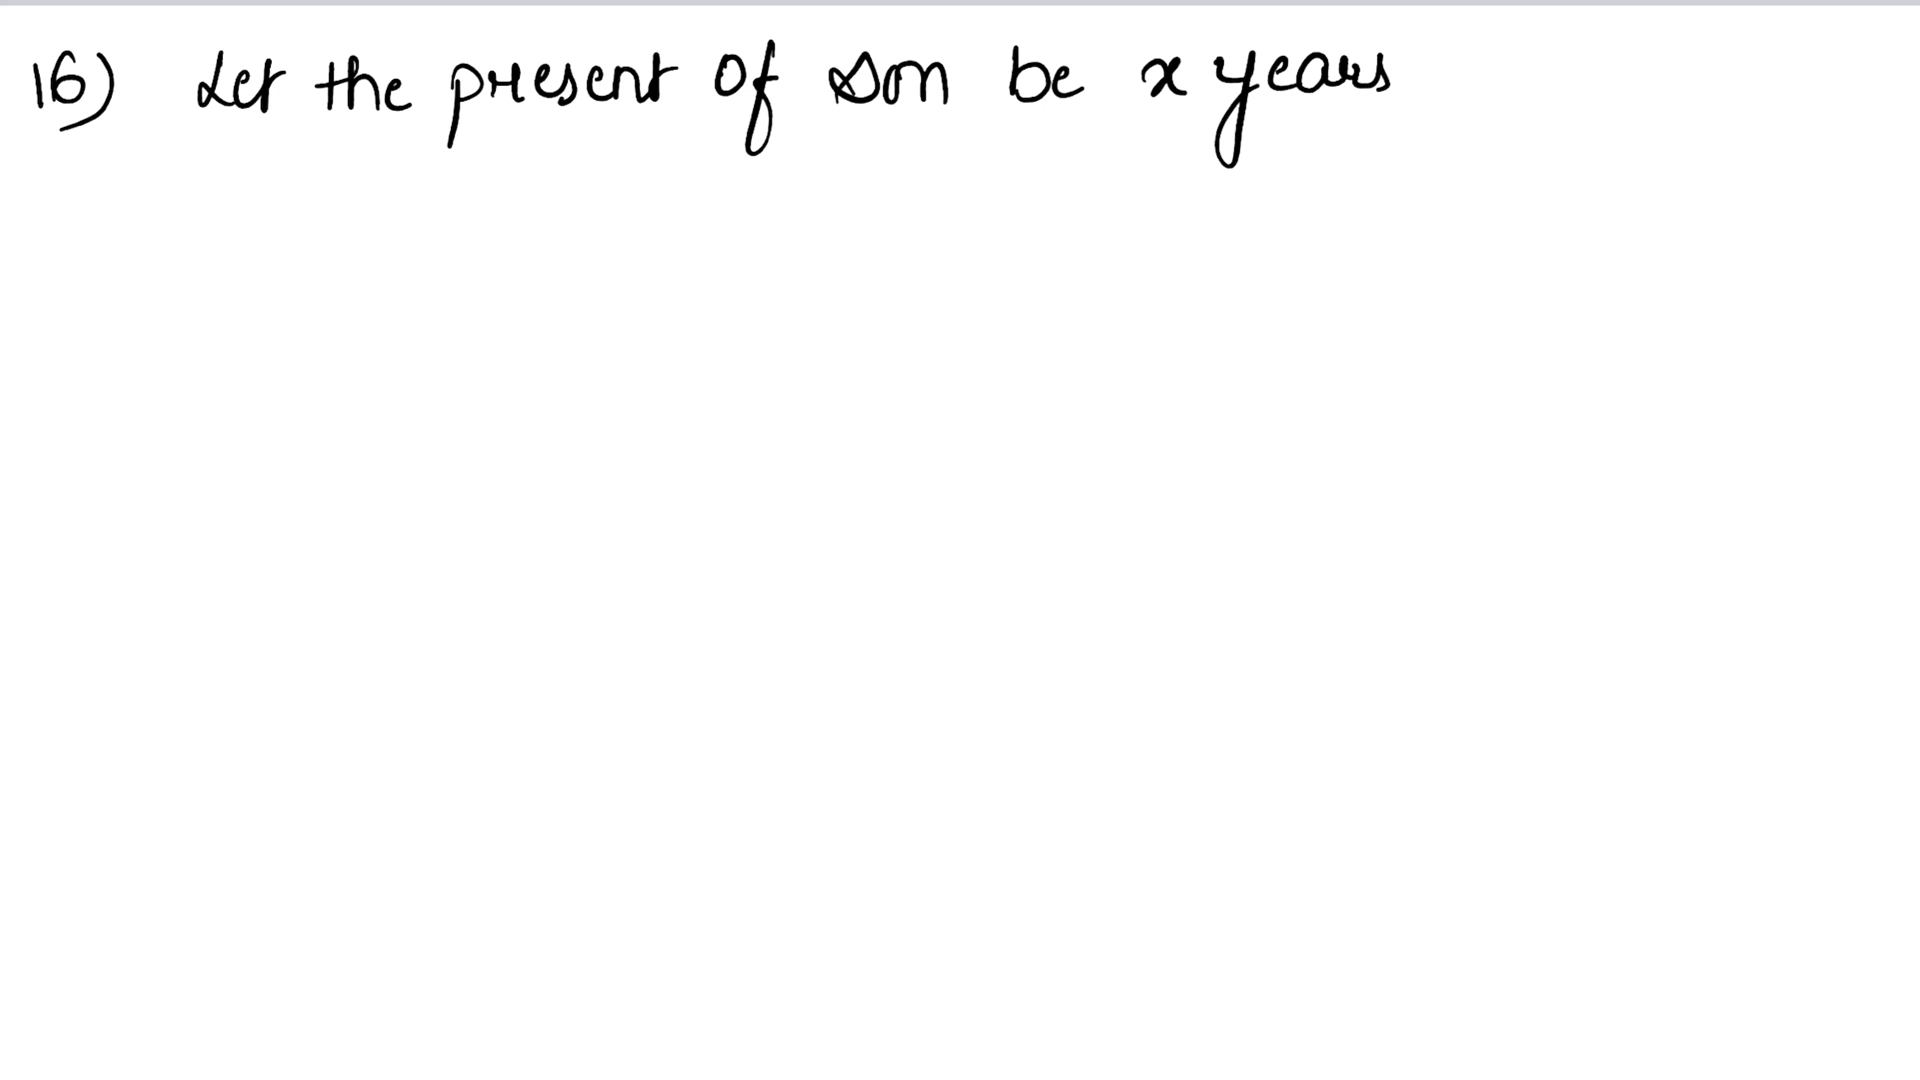 16) Let the present of son be x years